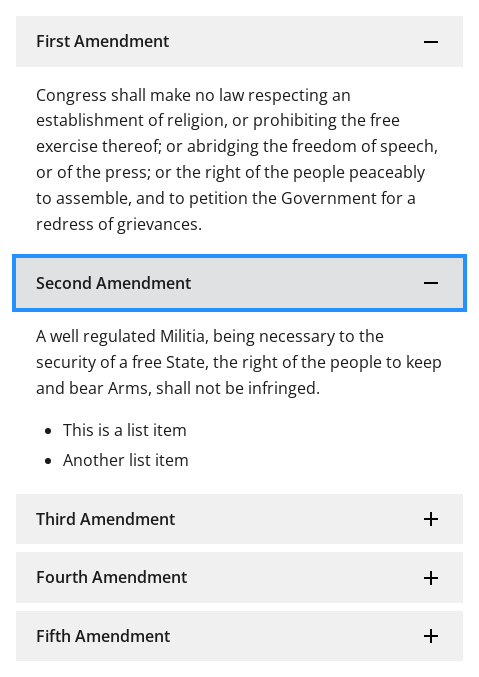 First Amendment
Congress shall make no law respecting an
establishment of religion, or prohibiting the free
exercise thereof; or abridging the freedom of speech,
or of the press; or the right of the people peaceably
to assemble, and to petition the Government for a
redress of grievances.
Second Amendment
A well regulated Militia, being necessary to the
security of a free State, the right of the people to keep
and bear Arms, shall not be infringed.
• This is a list item
• Another list item
Third Amendment
Fourth Amendment
Fifth Amendment